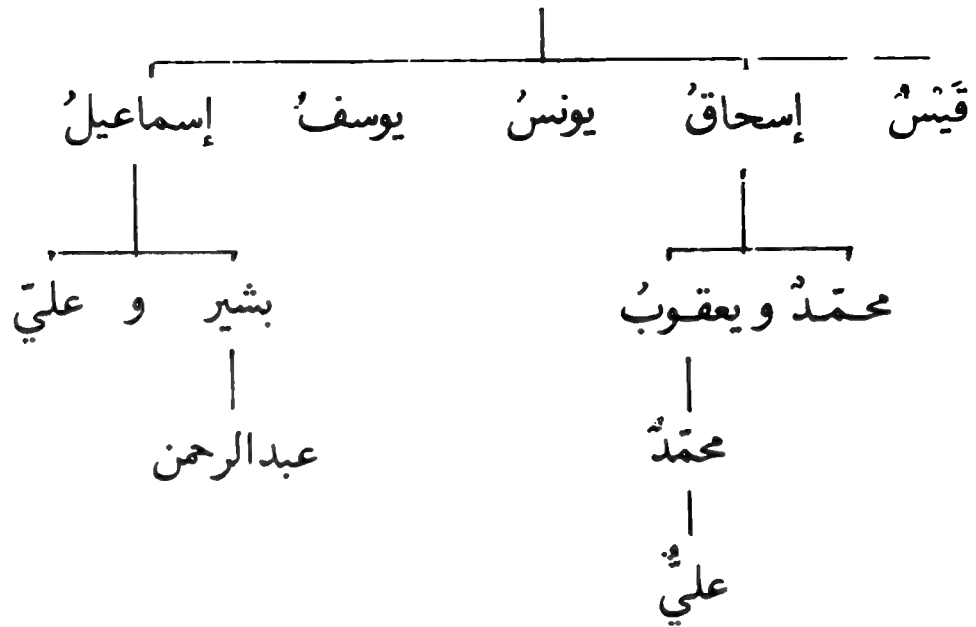 قَيْسٌ إسحاقُ يونسُ يوسفُ إسماعيلُ
محمّدٌ و يعقوبُ بشير و عليّ
محمّدٌ عبدالرحمن
عليٌّ